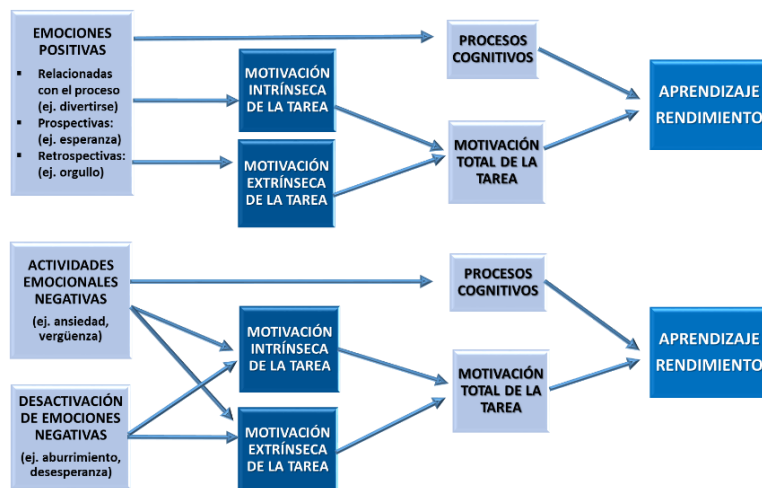 EMOCIONES
POSITIVAS
▪ Relacionadas
con el proceso
(ej. divertirse)
▪ Prospectivas:
(ej. esperanza)
▪ Retrospectivas:
(ej. orgullo)
MOTIVACIÓN
INTRÍNSECA
DE LA TAREA
MOTIVACIÓN
EXTRÍNSECA
DE LA TAREA
PROCESOS
COGNITIVOS
MOTIVACIÓN
TOTAL DE LA
TAREA
APRENDIZAJE
RENDIMIENTO
ACTIVIDADES
EMOCIONALES
NEGATIVAS
(ej. ansiedad,
vergüenza)
DESACTIVACIÓN
DE EMOCIONES
NEGATIVAS
(ej. aburrimiento,
desesperanza)
MOTIVACIÓN
INTRÍNSECA
DE LA TAREA
MOTIVACIÓN
EXTRÍNSECA
DE LA TAREA
PROCESOS
COGNITIVOS
MOTIVACIÓN
TOTAL DE LA
TAREA
APRENDIZAJE
RENDIMIENTO